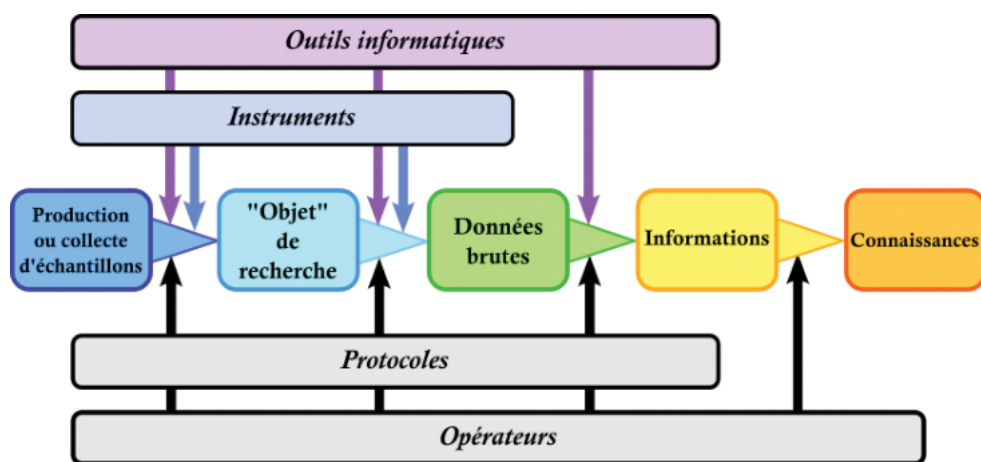 Outils informatiques
Instruments
Production
ou collecte
d'échantillons
"Objet"
de
recherche
Données
brutes
Informations
Connaissances
Protocoles
Opérateurs